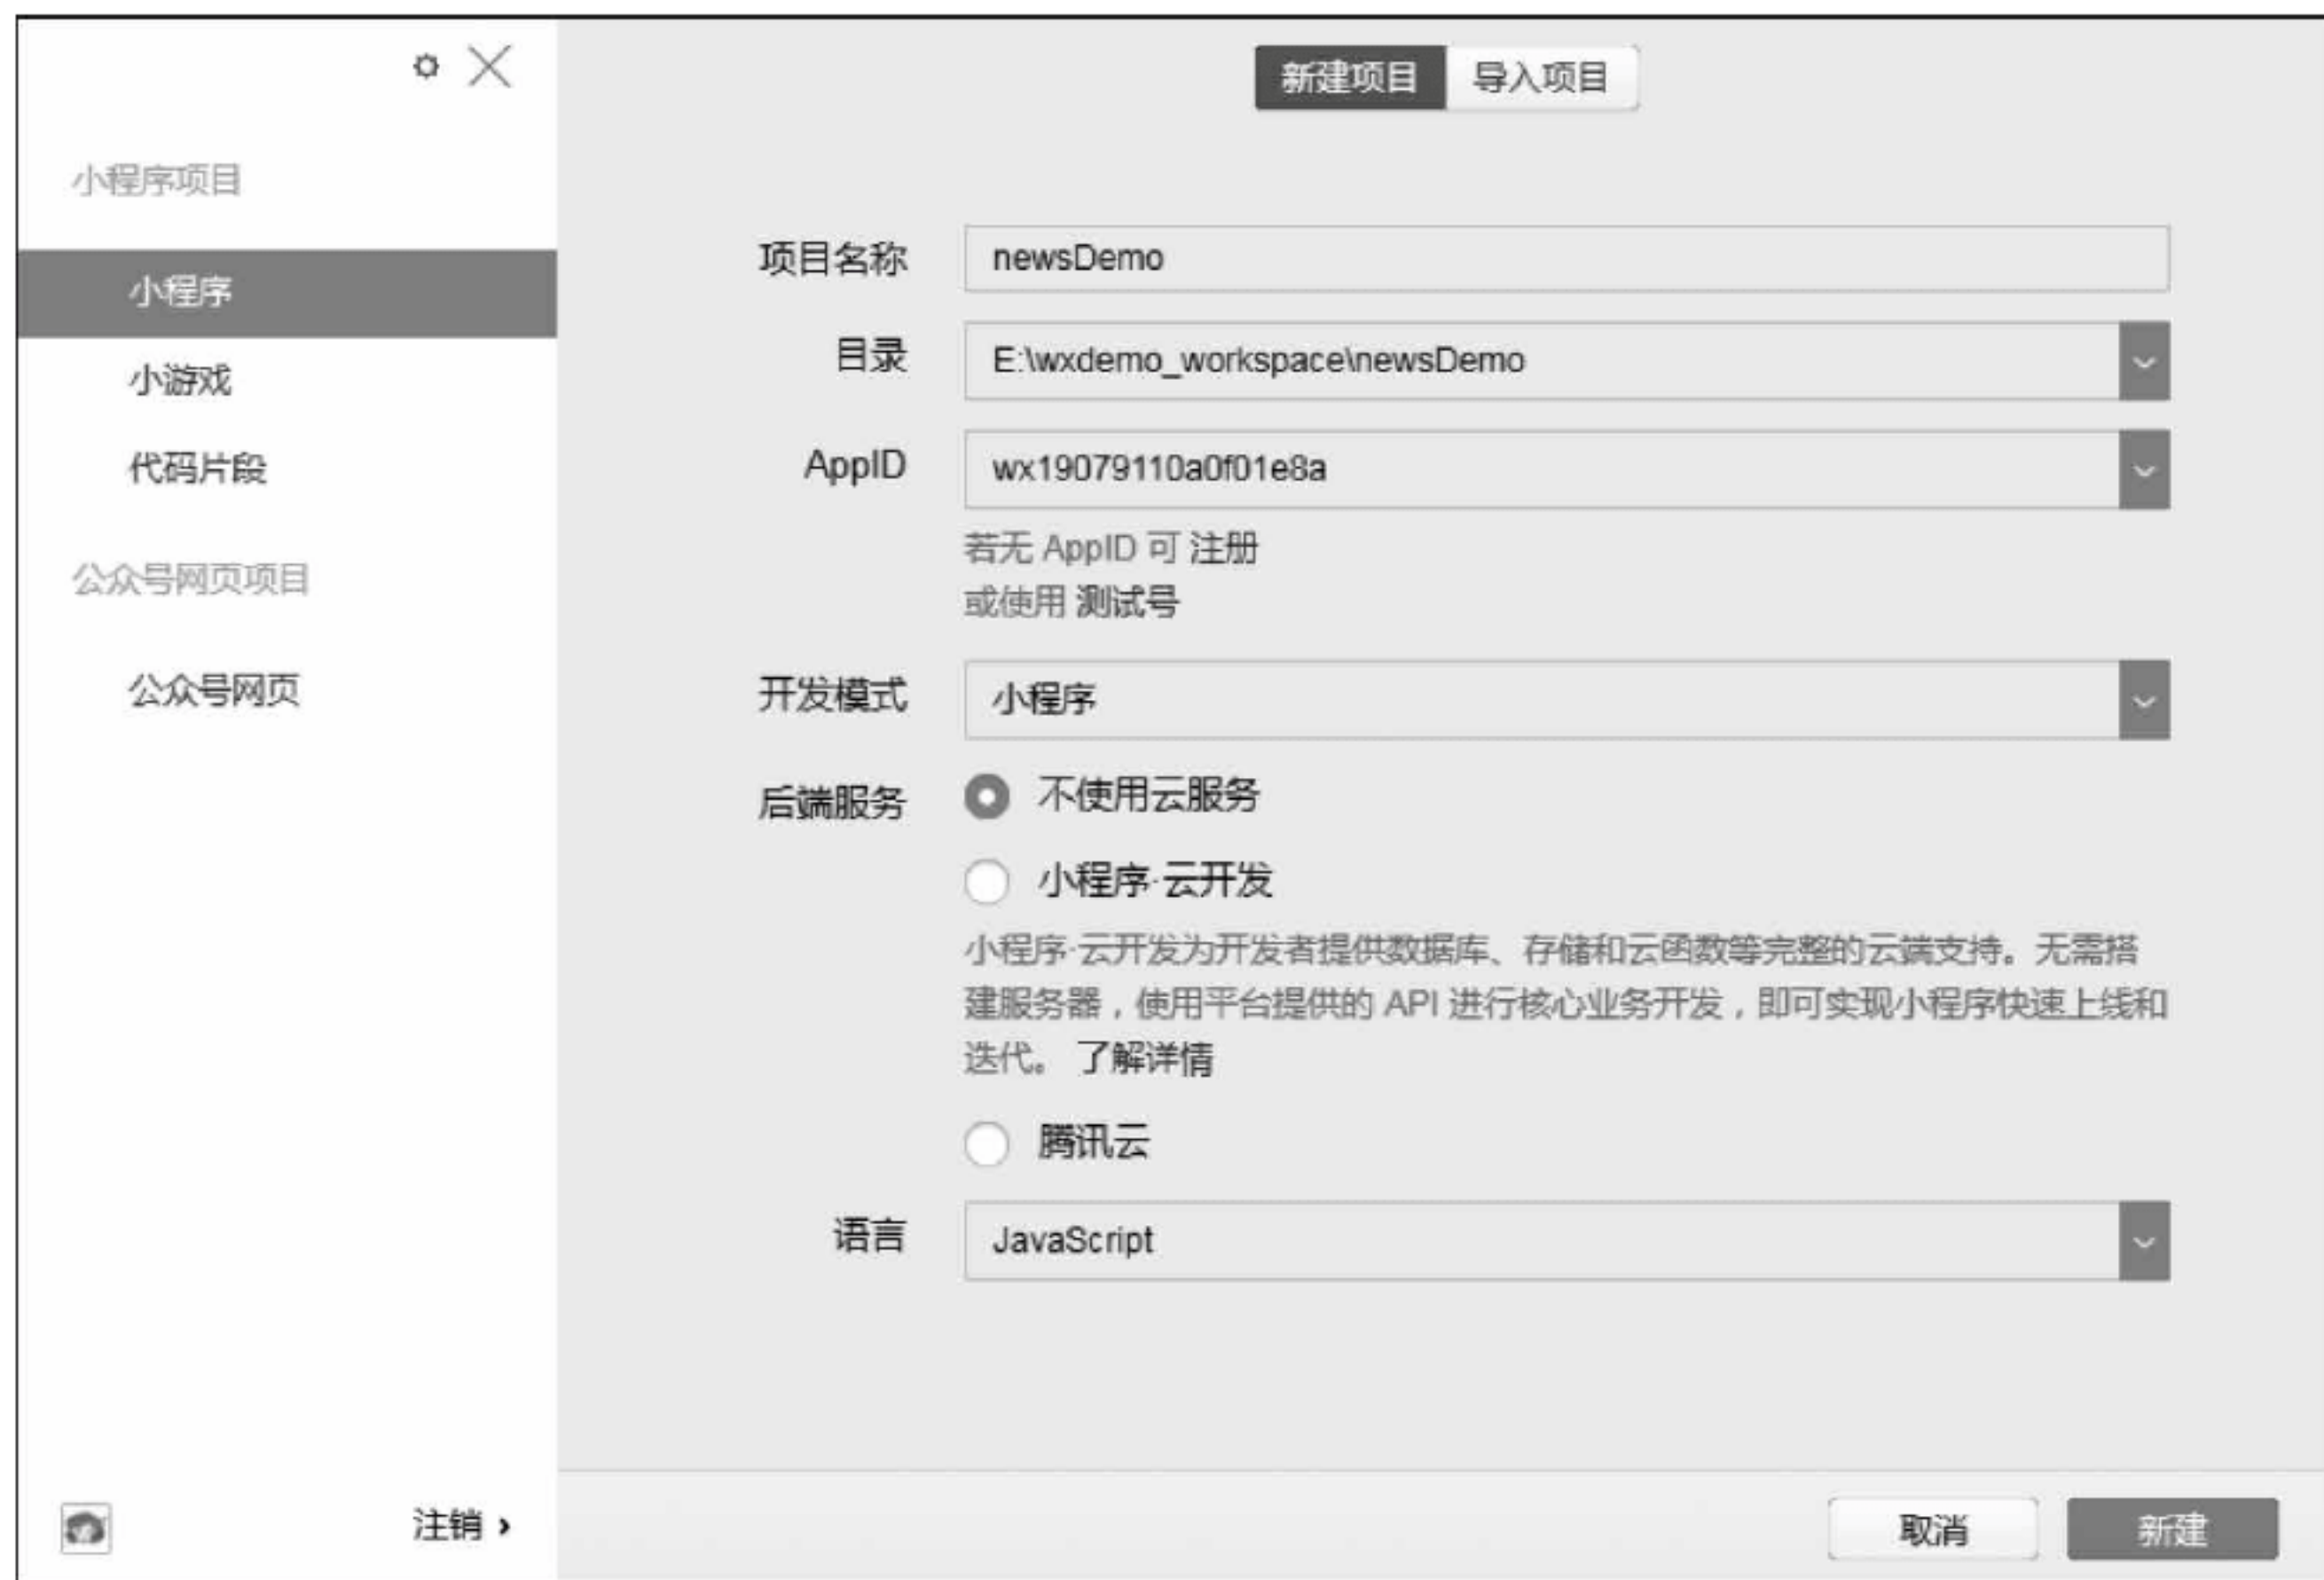 新建项目 导入项目
小程序项目
小程序
小游戏
代码片段
公众号网页项目
公众号网页
注销
项目名称 newsDemo
目录 E:\wxdemo_workspace\newsDemo
AppID wx19079110a0f01e8a
若无 AppID 可 注册
或使用 测试号
开发模式 小程序
后端服务 不使用云服务
小程序·云开发
小程序·云开发为开发者提供数据库、存储和云函数等完整的云端支持。无需搭
建服务器，使用平台提供的 API 进行核心业务开发，即可实现小程序快速上线和
迭代。 了解详情
腾讯云
语言 JavaScript
取消 新建